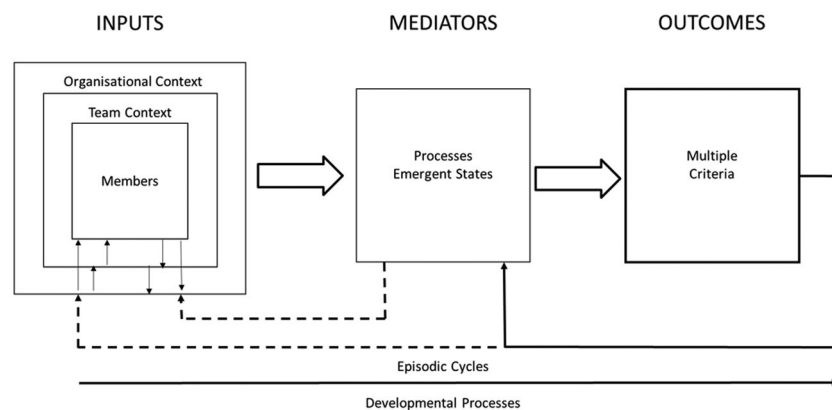 INPUTS
MEDIATORS
OUTCOMES
Organisational Context
Team Context
Members
Processes
Emergent States
Multiple
Criteria
Episodic Cycles
Developmental Processes